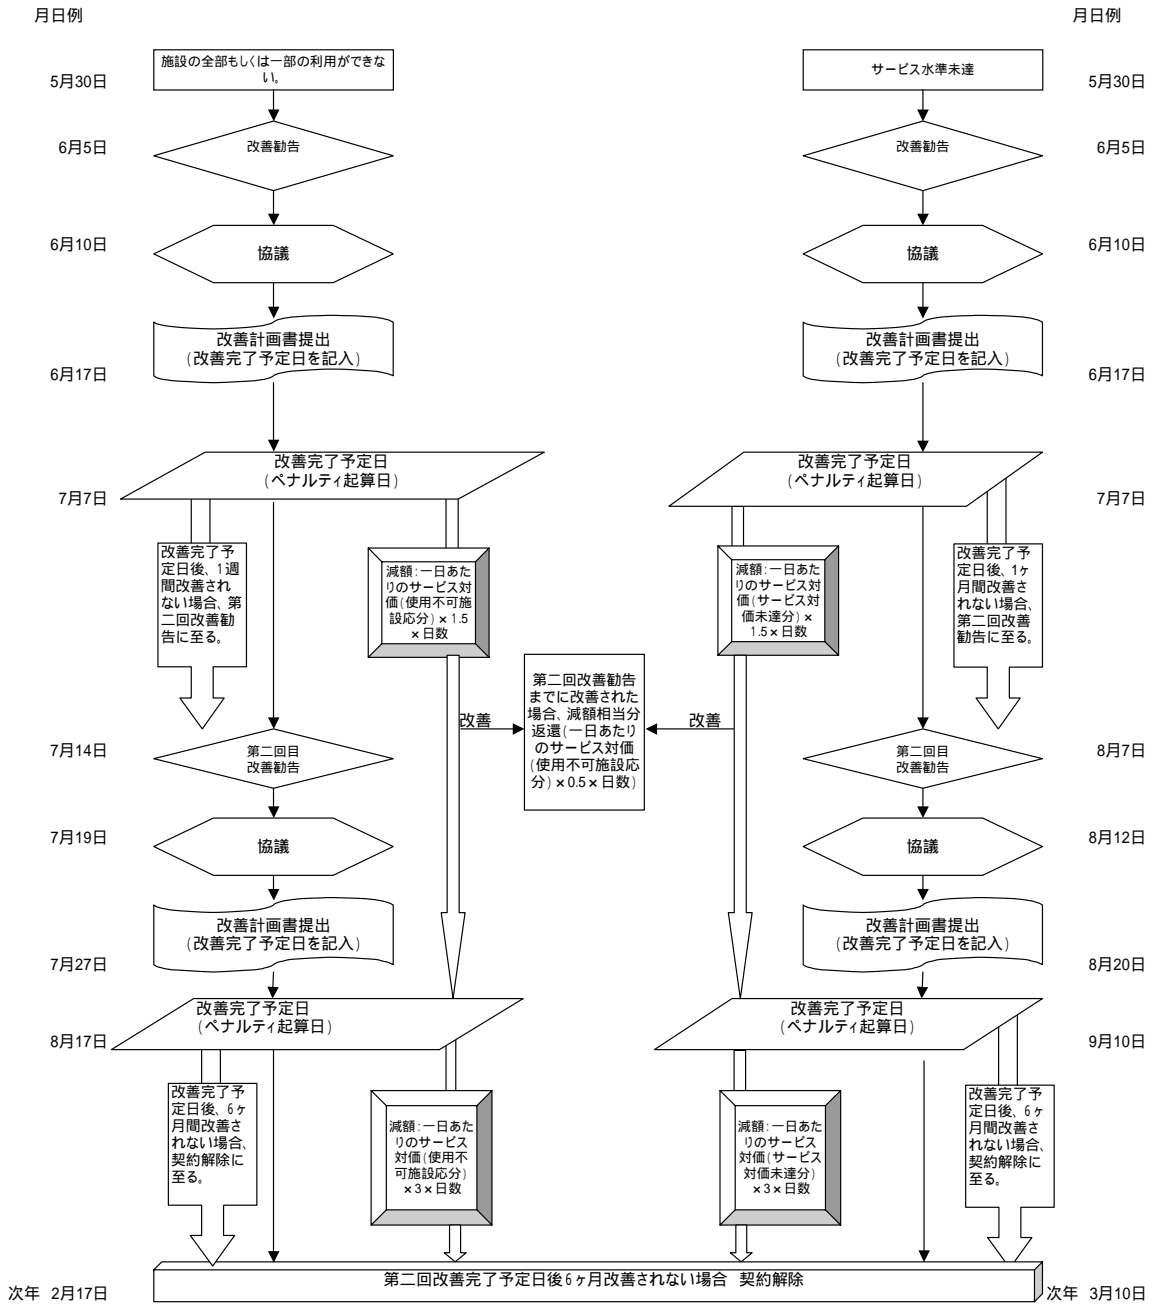 月日例
月日例
施設の全部もしくは一部の利用ができな
い。
5月30日
サービス水準未達
5月30日
6月5日
改善勧告
改善勧告
6月5日
6月10日
協議
協議
6月10日
改善計画書提出
(改善完了予定日を記入)
6月17日
改善計画書提出
(改善完了予定日を記入)
6月17日
改善完了予定日
(ペナルティ起算日)
7月7日
改善完了予定日
(ペナルティ起算日)
7月7日
改善完了予
定日後、1週
間改善され
ない場合、第
二回改善勧
告に至る。
減額:一日あた
りのサービス対
価(使用不可施
設応分)×1.5
×日数
減額:一日あた
りのサービス対
価(サービス対
価未達分)×
1.5×日数
改善完了予
定日後、1ヶ
月間改善さ
れない場合、
第二回改善
勧告に至る。
第二回改善勧告
までに改善された
場合、減額相当分
返還(一日あたり
のサービス対価
(使用不可施設応
分)×0.5×日数)
改善
改善
7月14日
第二回目
改善勧告
第二回目
改善勧告
8月7日
7月19日
協議
協議
8月12日
改善計画書提出
(改善完了予定日を記入)
7月27日
改善計画書提出
(改善完了予定日を記入)
8月20日
改善完了予定日
(ペナルティ起算日)
8月17日
改善完了予定日
(ペナルティ起算日)
9月10日
改善完了予
定日後、6ヶ
月間改善さ
れない場合、
契約解除に
至る。
減額:一日あた
りのサービス
対価(使用不
可施設応分)
×3×日数
減額:一日あた
りのサービス
対価(サービス
対価未達分)
×3×日数
改善完了予
定日後、6ヶ
月間改善さ
れない場合、
契約解除に
至る。
次年 2月17日
第二回改善完了予定日後6ヶ月改善されない場合 契約解除
次年 3月10日